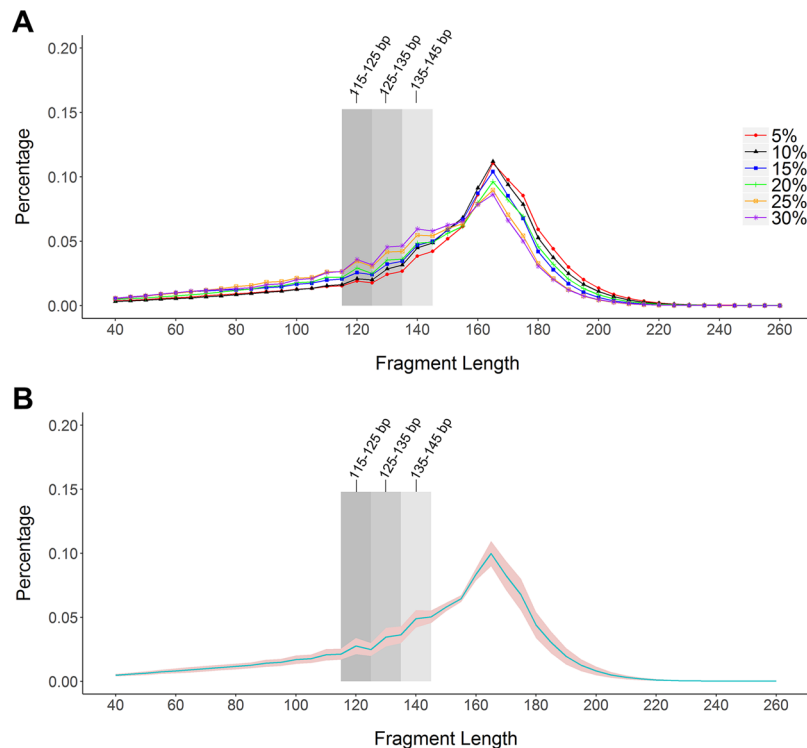 A
115-125 bp
125-135 bp
135-145 bp
0.20
0.15
0.10
0.05
0.00
Percentage
40 60 80 100 120 140 160 180 200 220 240 260
Fragment Length
5%
10%
15%
20%
25%
30%
B
115-125 bp
125-135 bp
135-145 bp
0.20
0.15
0.10
0.05
0.00
Percentage
40 60 80 100 120 140 160 180 200 220 240 260
Fragment Length